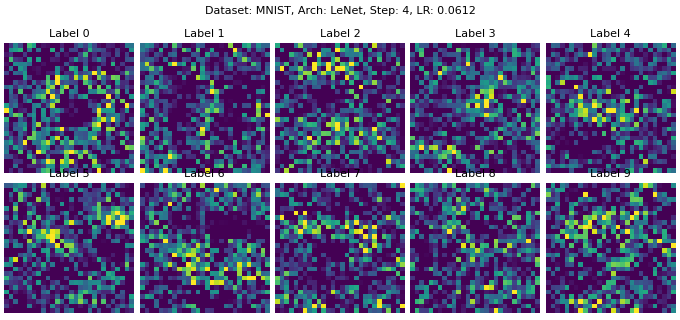 Dataset: MNIST, Arch: LeNet, Step: 4, LR: 0.0612
Label 0
Label 1
Label 2
Label 3
Label 4
Label 5
Label 6
Label 7
Label 8
Label 9